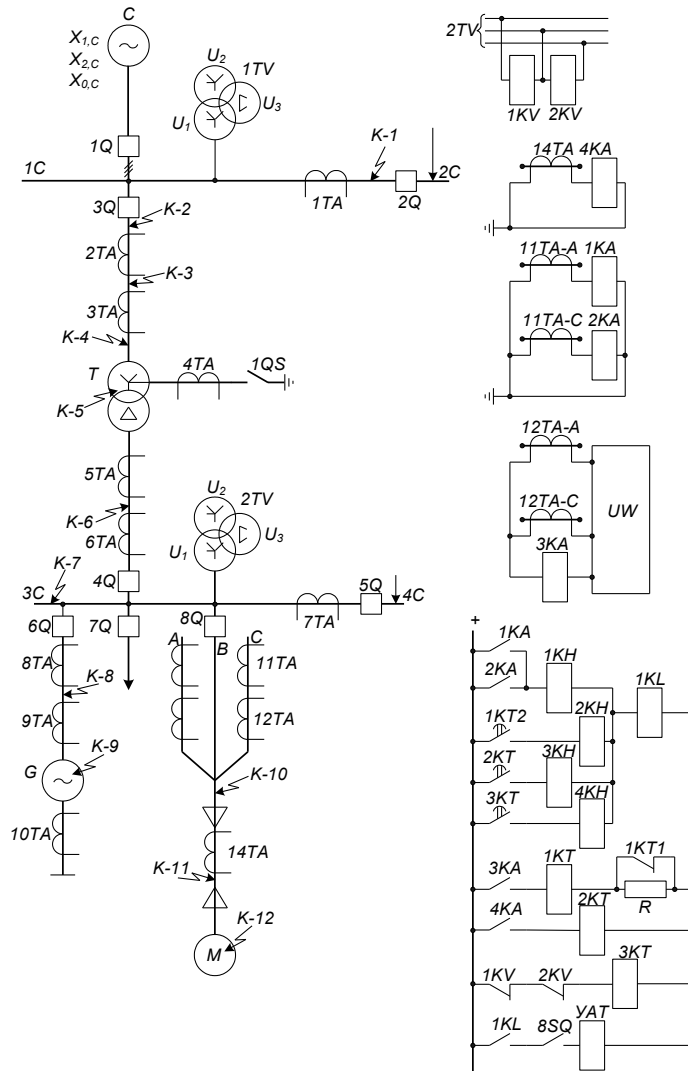 C
X1,C
X2,C
X0,C
1Q
U2
1TV
U3
U1
K-1
1C
2C
1TA
2Q
3Q
K-2
2TA
K-3
3TA
K-4
T
4TA
1QS
K-5
5TA
K-6
6TA
U2
2TV
U3
U1
K-7
4Q
3C
5Q
4C
7TA
6Q
7Q
8Q
A
B
C
8TA
K-8
11TA
9TA
12TA
G
K-9
K-10
10TA
14TA
K-11
K-12
M
2TV
1KV
2KV
14TA
4KA
11TA-A
1KA
11TA-C
2KA
12TA-A
12TA-C
UW
3KA
+
1KA
1KH
1KL
2KA
2KH
1KT2
3KH
2KT
4KH
3KT
1KT1
3KA
1KT
R
4KA
2KT
3KT
1KV
2KV
1KL
8SQ
УАТ